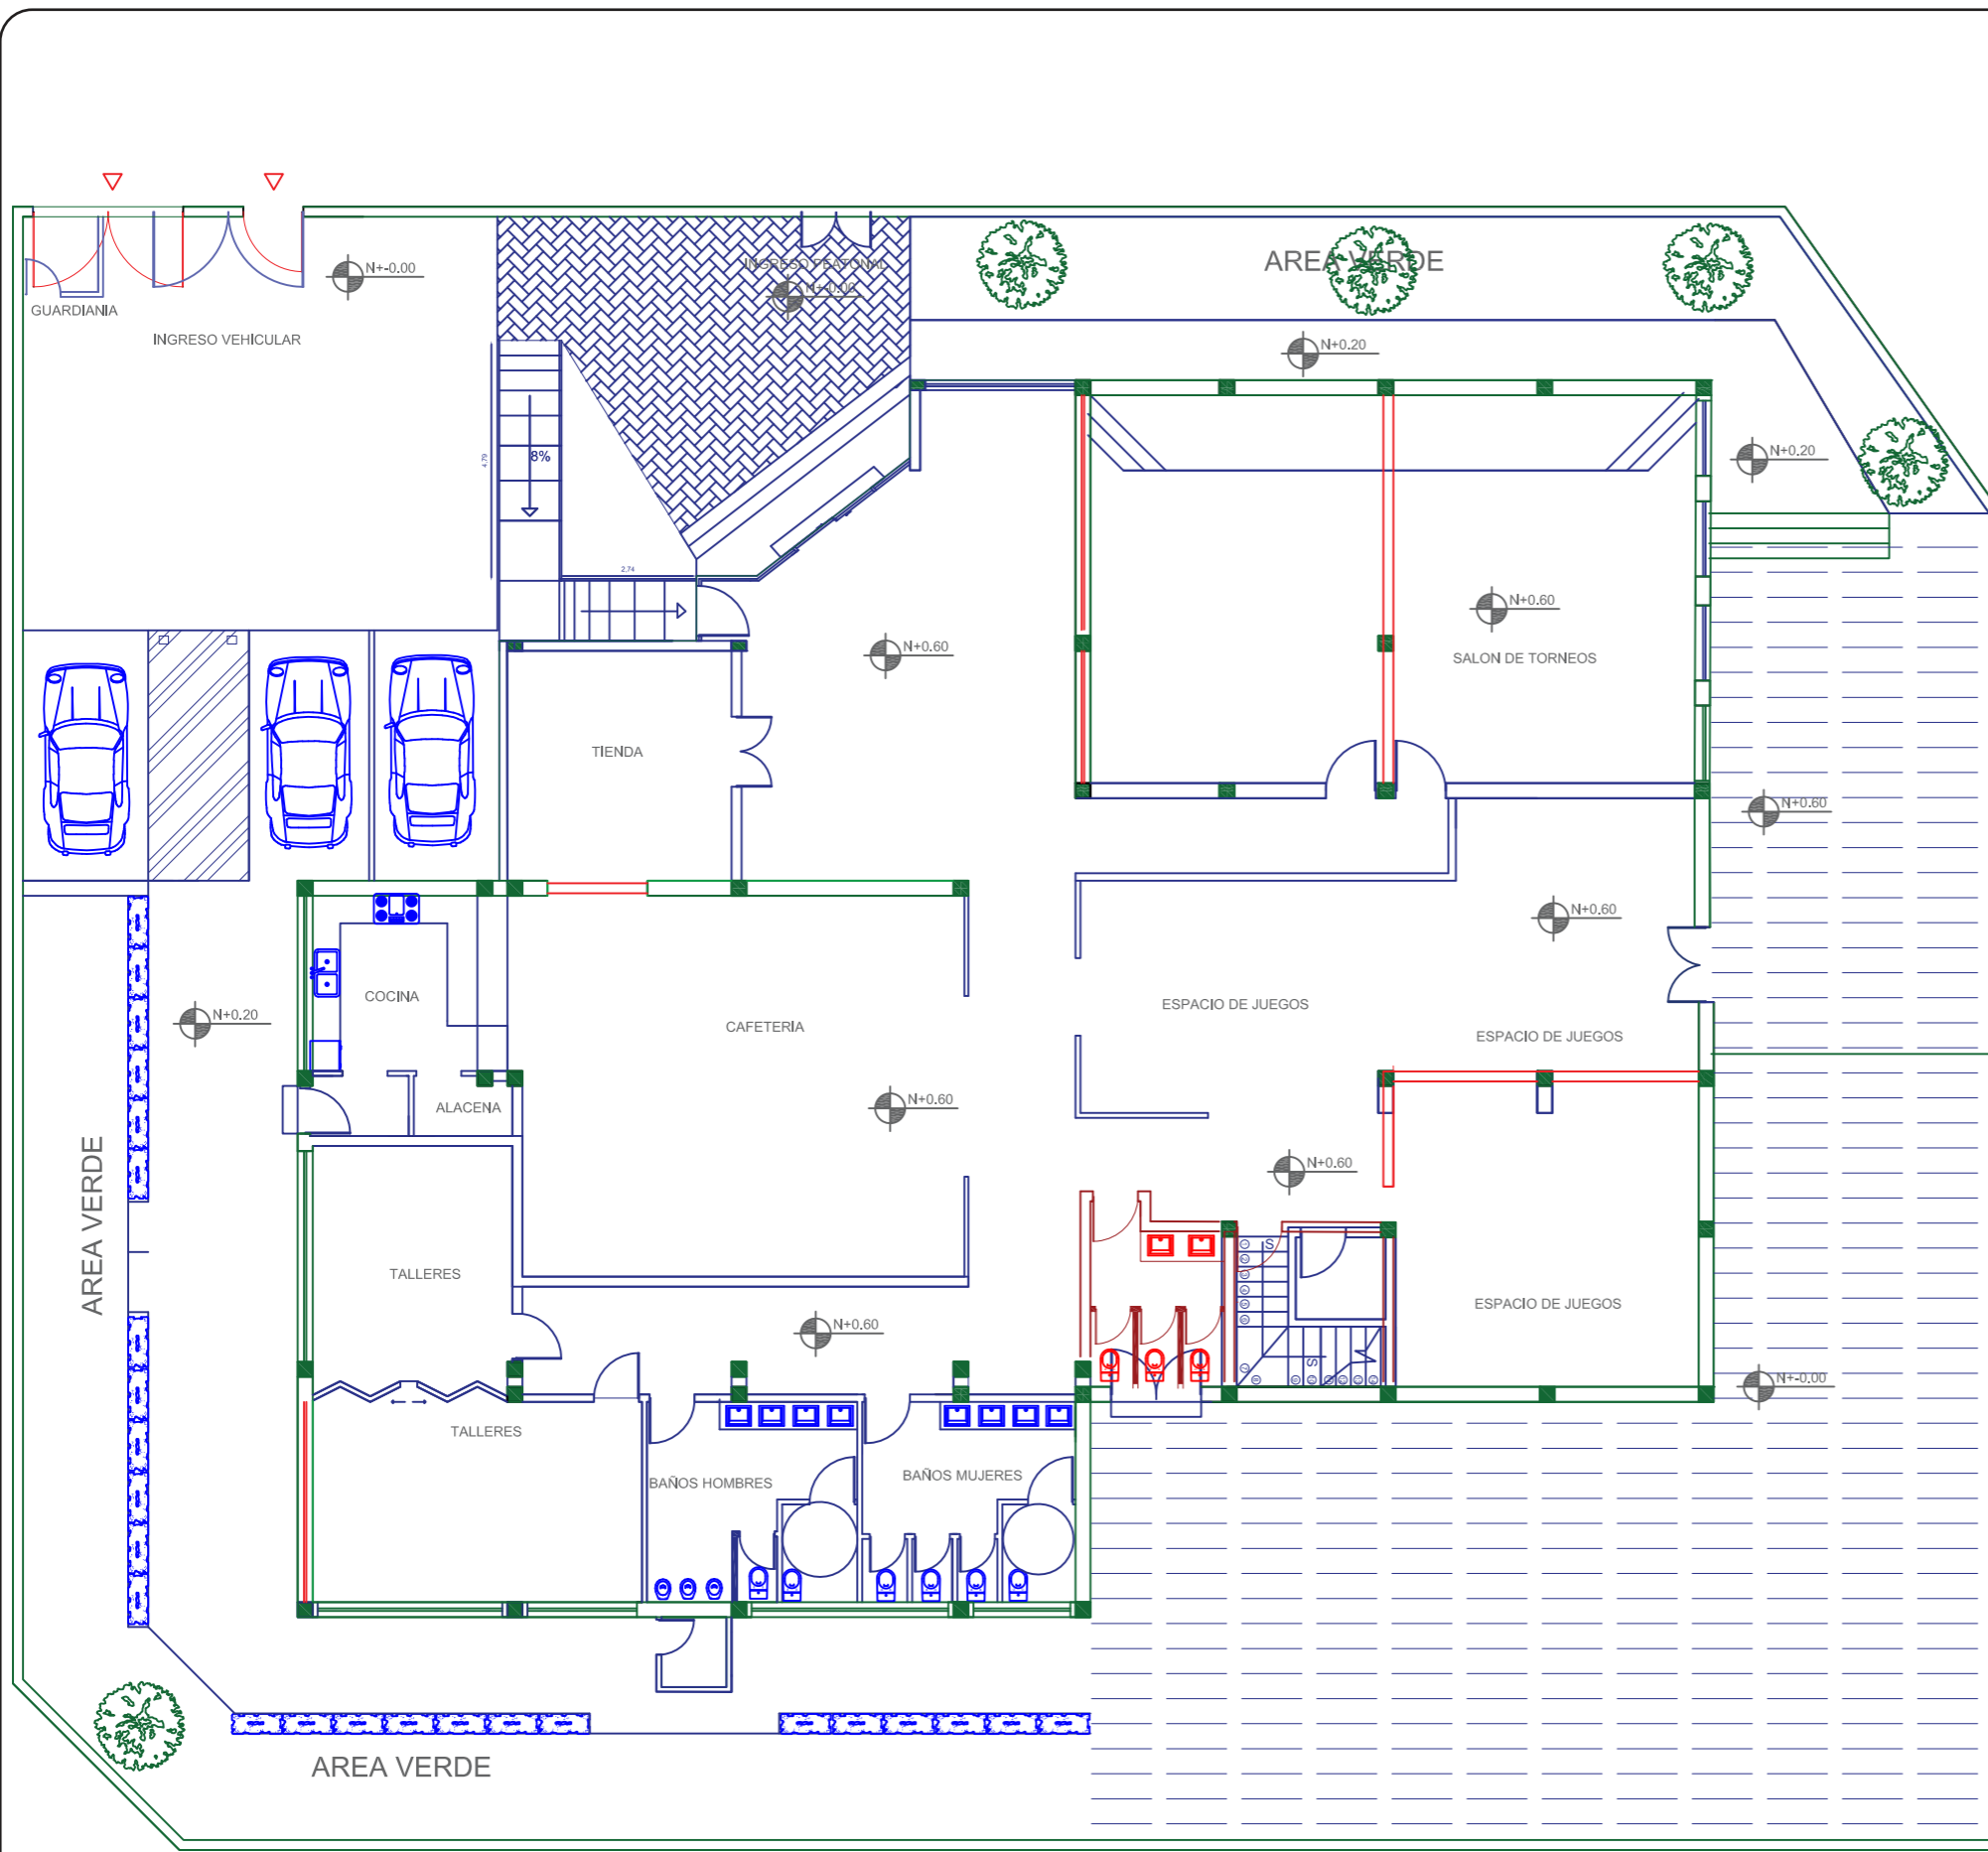 AREA VERDE
INGRESO PEATONAL
N+-0.00
N+-0.00
GUARDIANIA
INGRESO VEHICULAR
N+0.20
8%
4,79
N+0.20
2,74
N+0.60
N+0.60
SALON DE TORNEOS
TIENDA
N+0.60
N+0.60
COCINA
ESPACIO DE JUEGOS
N+0.20
CAFETERIA
ESPACIO DE JUEGOS
ALACENA
N+0.60
AREA VERDE
N+0.60
S
TALLERES
ESPACIO DE JUEGOS
N+0.60
S
N+-0.00
TALLERES
BAÑOS HOMBRES
BAÑOS MUJERES
AREA VERDE